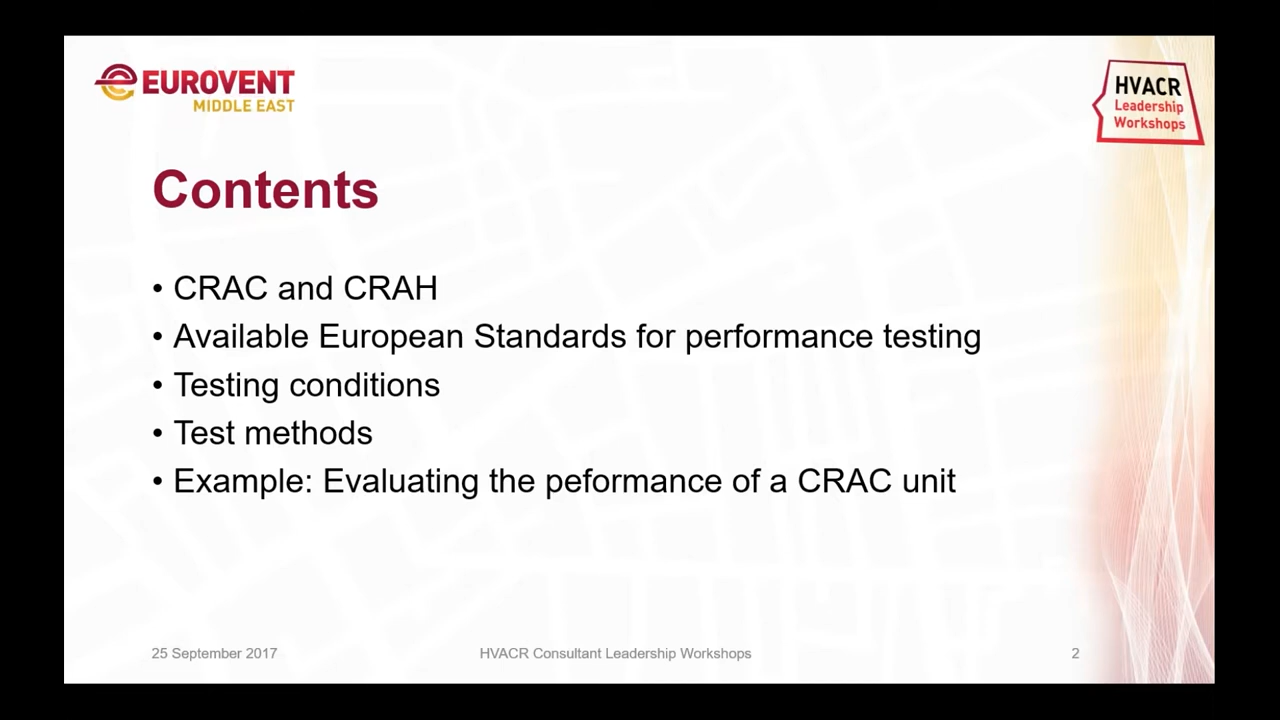 EUROVENT
MIDDLE EAST
HVACR
Leadership
Workshops
Contents
• CRAC and CRAH
• Available European Standards for performance testing
• Testing conditions
• Test methods
• Example: Evaluating the peformance of a CRAC unit
25 September 2017
HVACR Consultant Leadership Workshops
2